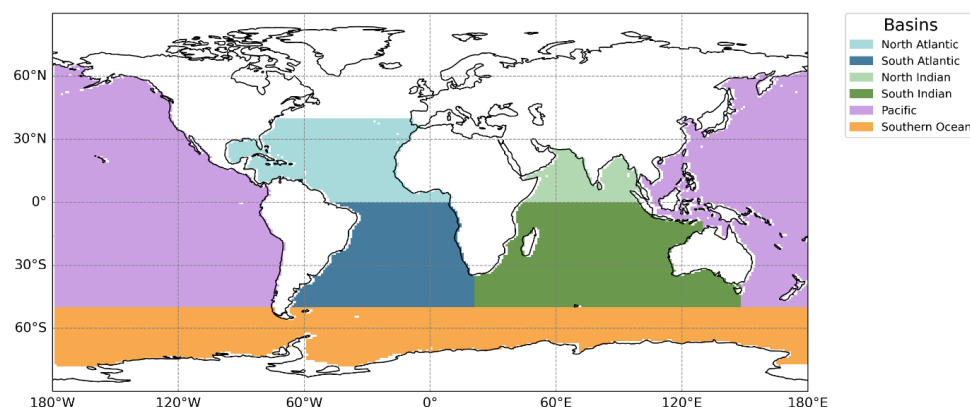 Basins
North Atlantic
South Atlantic
North Indian
South Indian
Pacific
Southern Ocean
60°N
30°N
0°
30°S
60°S
180°W 120°W 60°W 0° 60°E 120°E 180°E